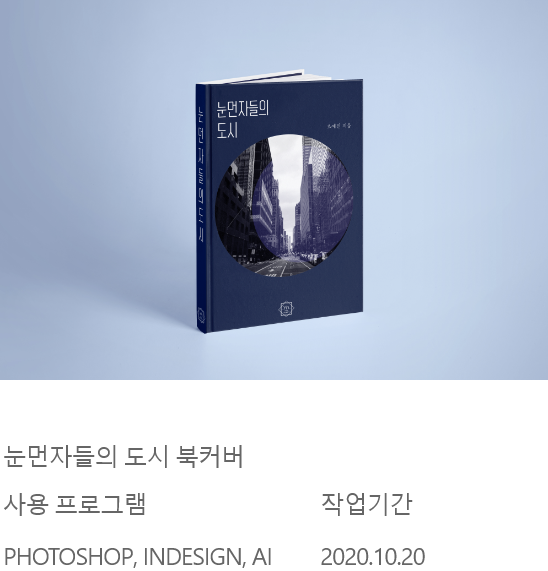 눈먼자들의
도시
지음
눈먼자들의도시
눈먼자들의 도시 북커버
사용 프로그램
작업기간
PHOTOSHOP, INDESIGN, AI
2020.10.20